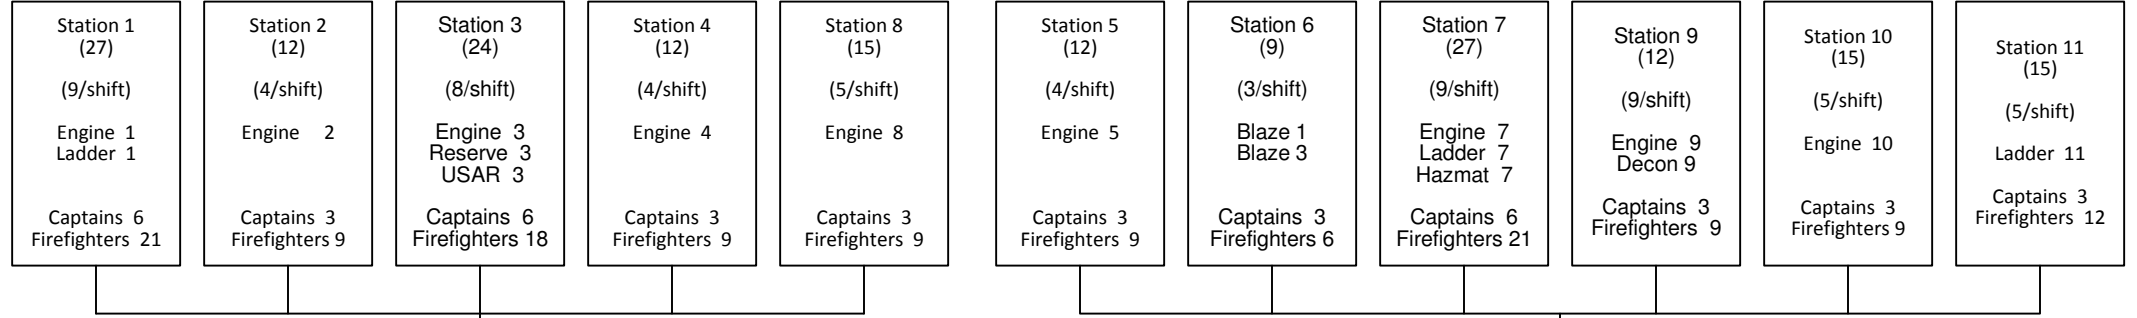 Station 1
(27)
(9/shift)
Engine 1
Ladder 1
Captains 6
Firefighters 21
Station 2
(12)
(4/shift)
Engine 2
Captains 3
Firefighters 9
Station 3
(24)
(8/shift)
Engine 3
Reserve 3
USAR 3
Captains 6
Firefighters 18
Station 4
(12)
(4/shift)
Engine 4
Captains 3
Firefighters 9
Station 8
(15)
(5/shift)
Engine 8
Captains 3
Firefighters 9
Station 5
(12)
(4/shift)
Engine 5
Captains 3
Firefighters 9
Station 6
(9)
(3/shift)
Blaze 1
Blaze 3
Captains 3
Firefighters 6
Station 7
(27)
(9/shift)
Engine 7
Ladder 7
Hazmat 7
Captains 6
Firefighters 21
Station 9
(12)
(9/shift)
Engine 9
Decon 9
Captains 3
Firefighters 9
Station 10
(15)
(5/shift)
Engine 10
Captains 3
Firefighters 9
Station 11
(15)
(5/shift)
Ladder 11
Captains 3
Firefighters 12